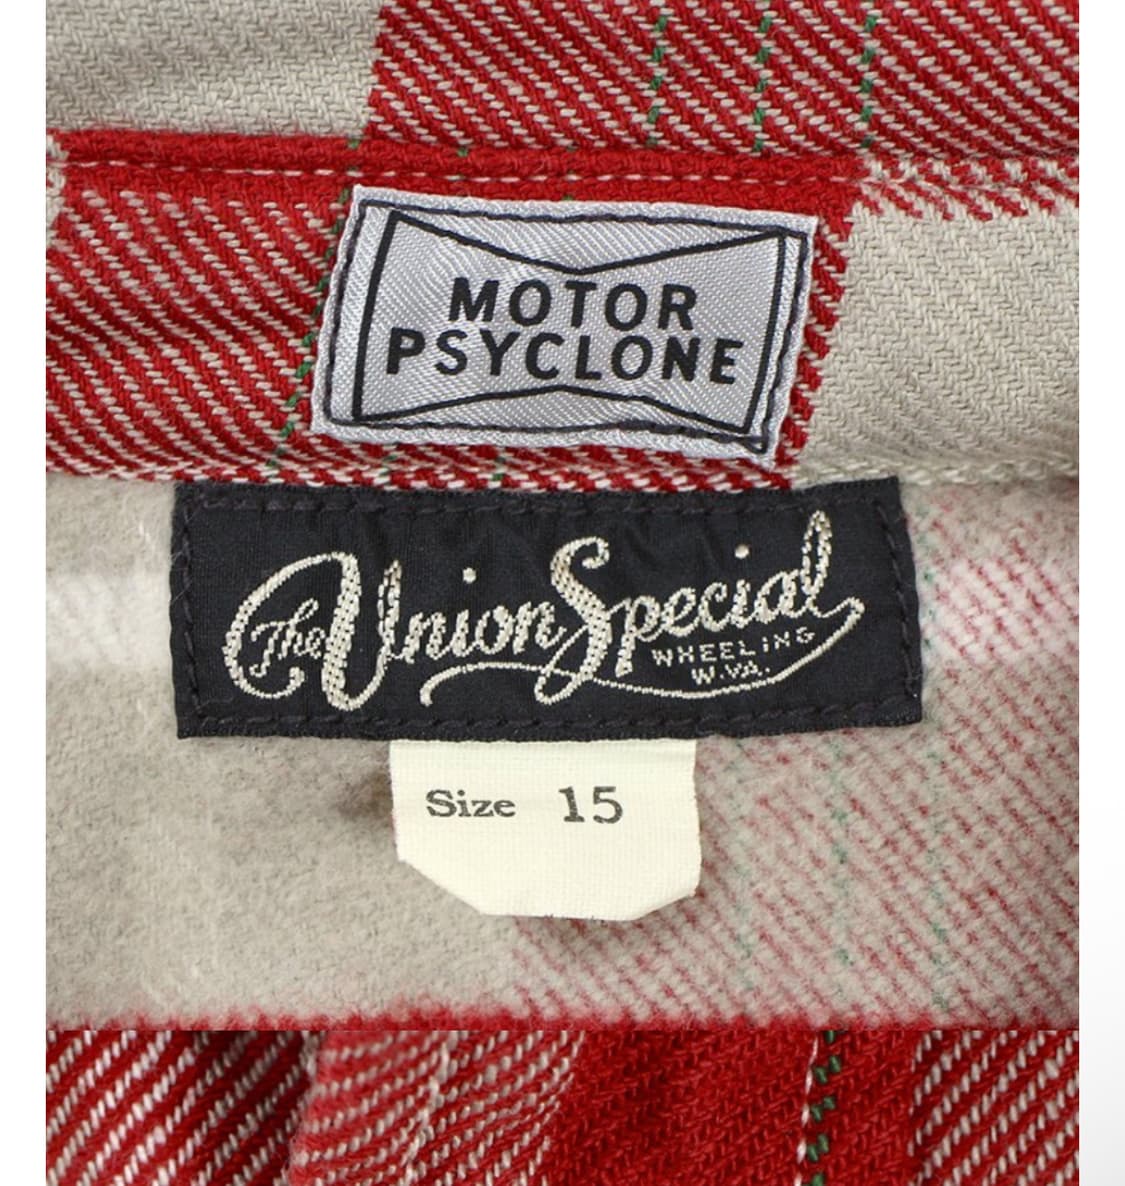 MOTOR
PSYCLONE
The Union Special
WHEELING
W.VA.
Size 15